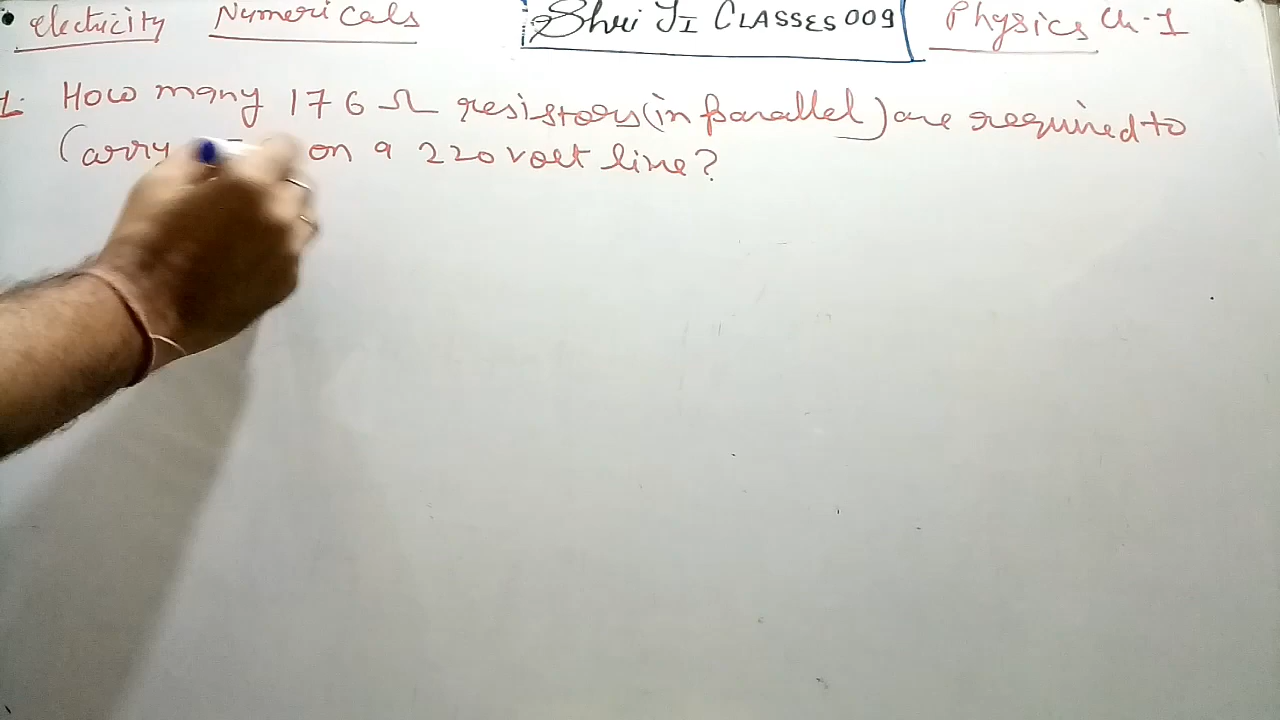 • Electricity Numericals Shri JI CLASSES 009 Physics Ch-1
1. How many 176 Ω resistors (in parallel) are required to
Carry on a 220 volt line?